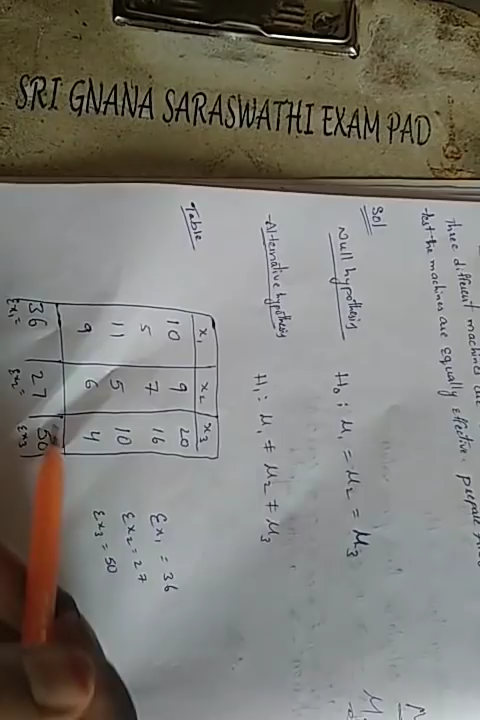 SRI GNANA SARASWATHI EXAM PAD
Three different machines
test the machines are equally effective. prepare
Sol
Null hypothesis H₀ : μ₁ = μ₂ = μ₃
Alternative hypothesis H₁ : μ₁ ≠ μ₂ ≠ μ₃
Table
x₁ x₂ x₃
10 9 20
5 7 16
11 5 10
9 6 4
36 27 50
Σx₁= Σx₂= Σx₃
Σx₁ = 36
Σx₂ = 27
Σx₃ = 50